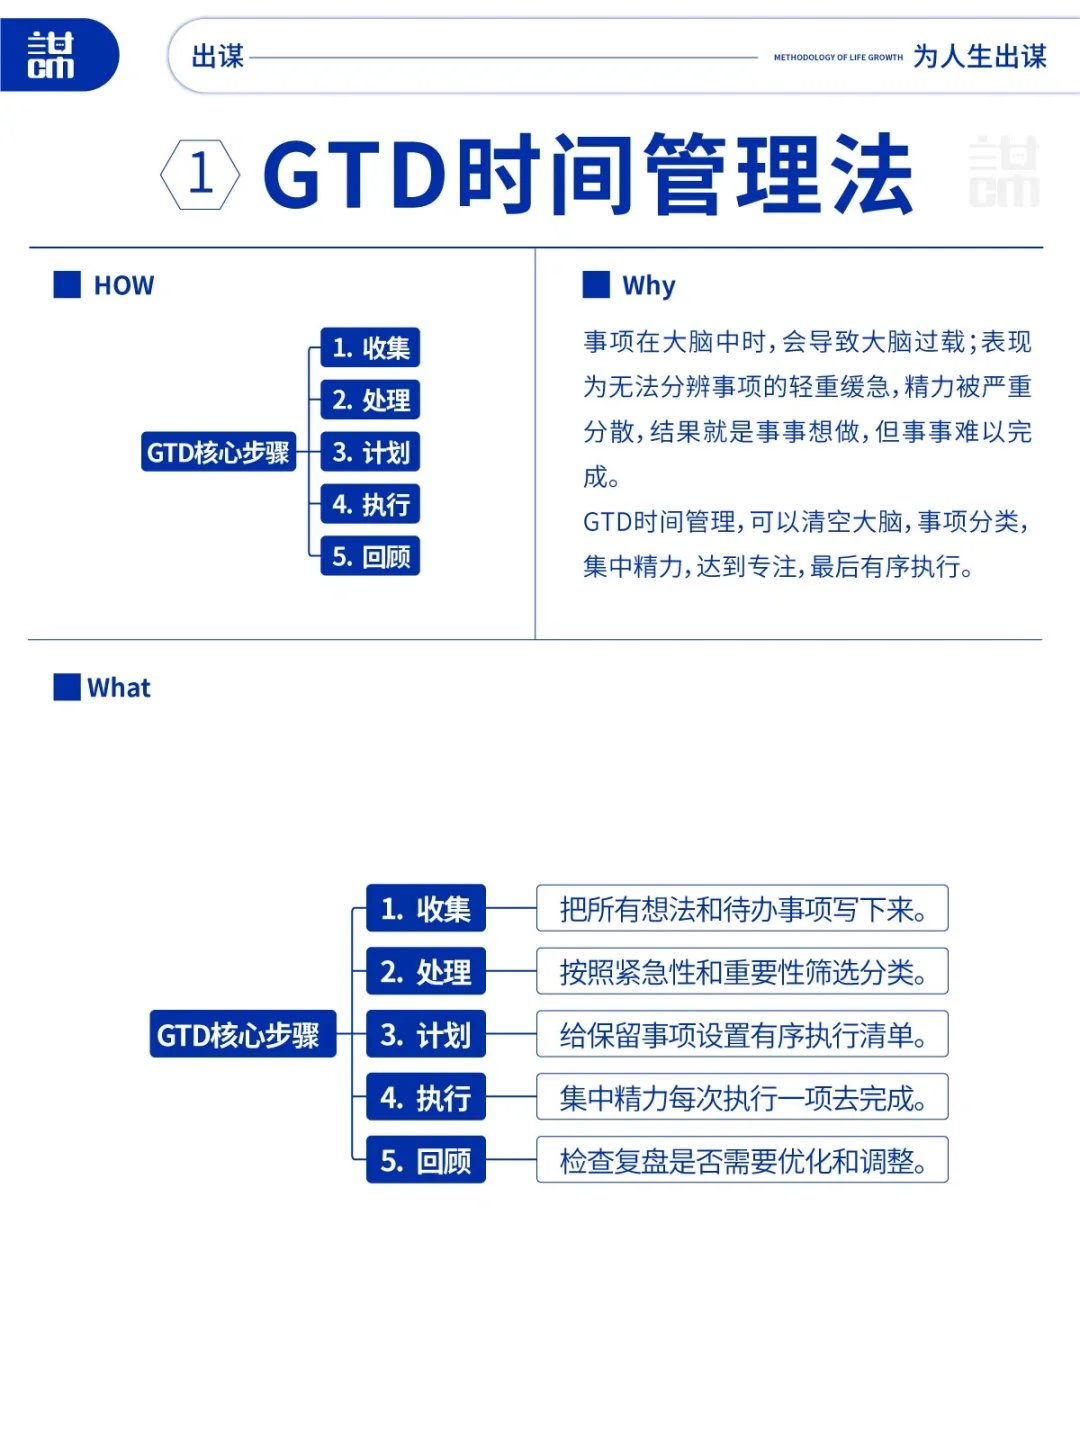 謀
cm
出谋
METHODOLOGY OF LIFE GROWTH
为人生出谋
1
GTD时间管理法
謀
cm
HOW
GTD核心步骤
1. 收集
2. 处理
3. 计划
4. 执行
5. 回顾
Why
事项在大脑中时，会导致大脑过载；表现
为无法分辨事项的轻重缓急，精力被严重
分散，结果就是事事想做，但事事难以完
成。
GTD时间管理，可以清空大脑，事项分类，
集中精力，达到专注，最后有序执行。
What
GTD核心步骤
1. 收集
把所有想法和待办事项写下来。
2. 处理
按照紧急性和重要性筛选分类。
3. 计划
给保留事项设置有序执行清单。
4. 执行
集中精力每次执行一项去完成。
5. 回顾
检查复盘是否需要优化和调整。